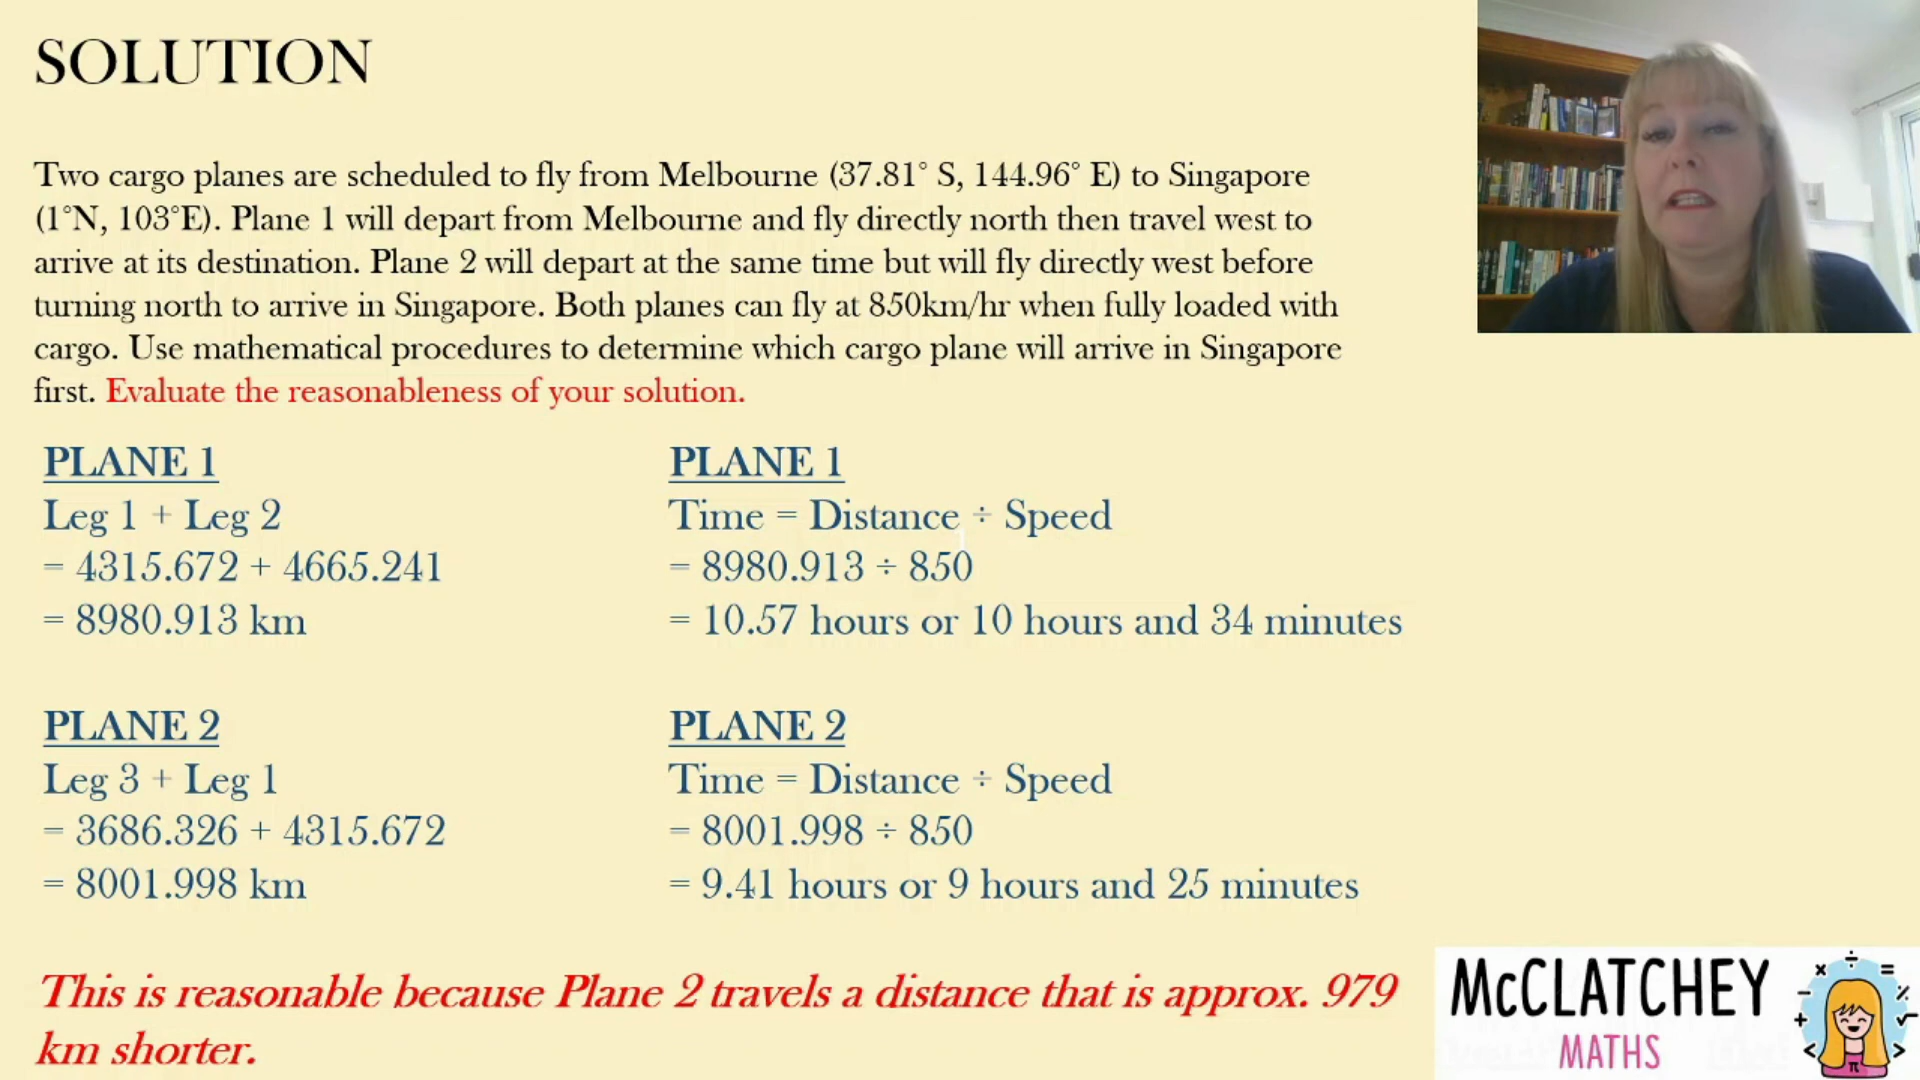 SOLUTION
Two cargo planes are scheduled to fly from Melbourne (37.81° S, 144.96° E) to Singapore
(1°N, 103°E). Plane 1 will depart from Melbourne and fly directly north then travel west to
arrive at its destination. Plane 2 will depart at the same time but will fly directly west before
turning north to arrive in Singapore. Both planes can fly at 850km/hr when fully loaded with
cargo. Use mathematical procedures to determine which cargo plane will arrive in Singapore
first. Evaluate the reasonableness of your solution.
PLANE 1
Leg 1 + Leg 2
= 4315.672 + 4665.241
= 8980.913 km
PLANE 1
Time = Distance ÷ Speed
= 8980.913 ÷ 850
= 10.57 hours or 10 hours and 34 minutes
PLANE 2
Leg 3 + Leg 1
= 3686.326 + 4315.672
= 8001.998 km
PLANE 2
Time = Distance ÷ Speed
= 8001.998 ÷ 850
= 9.41 hours or 9 hours and 25 minutes
This is reasonable because Plane 2 travels a distance that is approx. 979
km shorter.
McCLATCHEY
MATHS